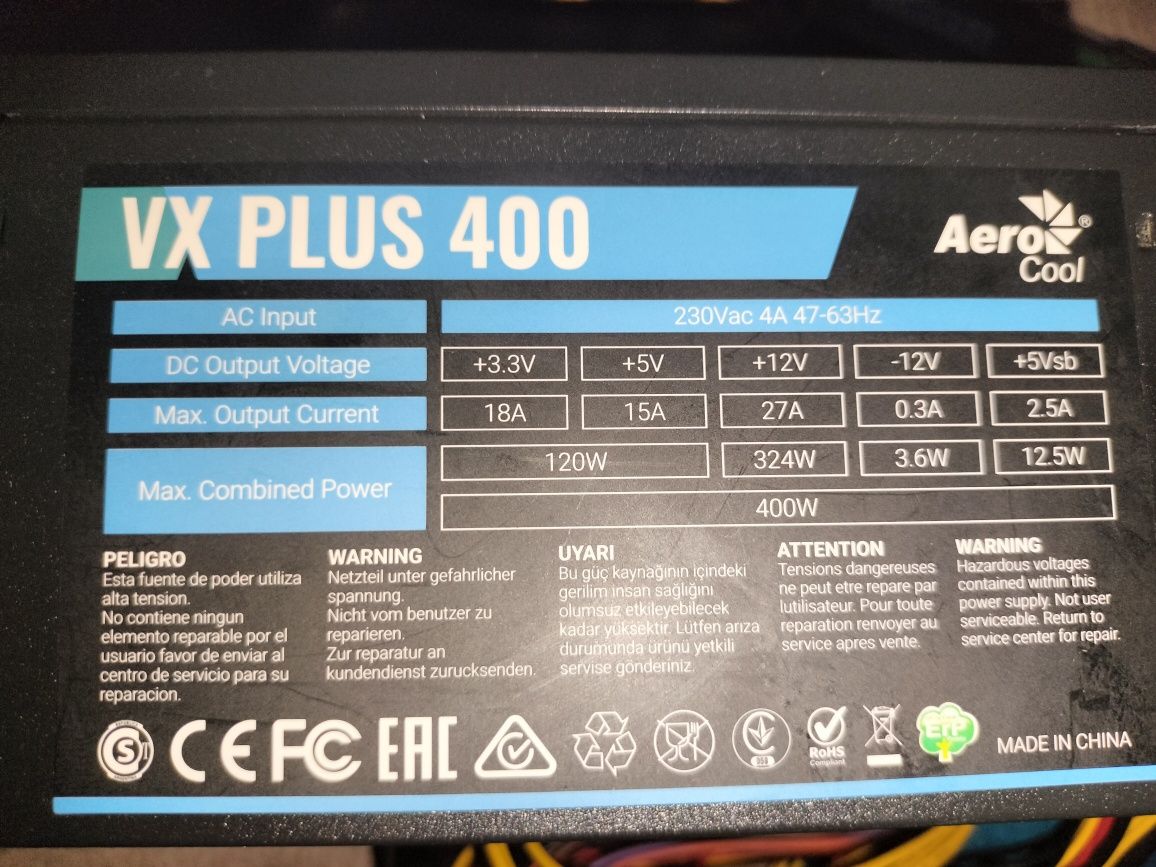 VX PLUS 400
Aero
Cool
®
AC Input 230Vac 4A 47-63Hz
DC Output Voltage +3.3V +5V +12V -12V +5Vsb
Max. Output Current 18A 15A 27A 0.3A 2.5A
Max. Combined Power 120W 324W 3.6W 12.5W
400W
PELIGRO
Esta fuente de poder utiliza
alta tension.
No contiene ningun
elemento reparable por el
usuario favor de enviar al
centro de servicio para su
reparacion.
WARNING
Netzteil unter gefahrlicher
spannung.
Nicht vom benutzer zu
reparieren.
Zur reparatur an
kundendienst zurucksenden.
UYARI
Bu güç kaynağının içindeki
gerilim insan sağlığını
olumsuz etkileyebilecek
kadar yüksektir. Lütfen arıza
durumunda ürünü yetkili
servise gönderiniz.
ATTENTION
Tensions dangereuses
ne peut etre repare par
lutilisateur. Pour toute
reparation renvoyer au
service apres vente.
WARNING
Hazardous voltages
contained within this
power supply. Not user
serviceable. Return to
service center for repair.
S
CE FC EAC
RoHS
Compliant
ErP
MADE IN CHINA